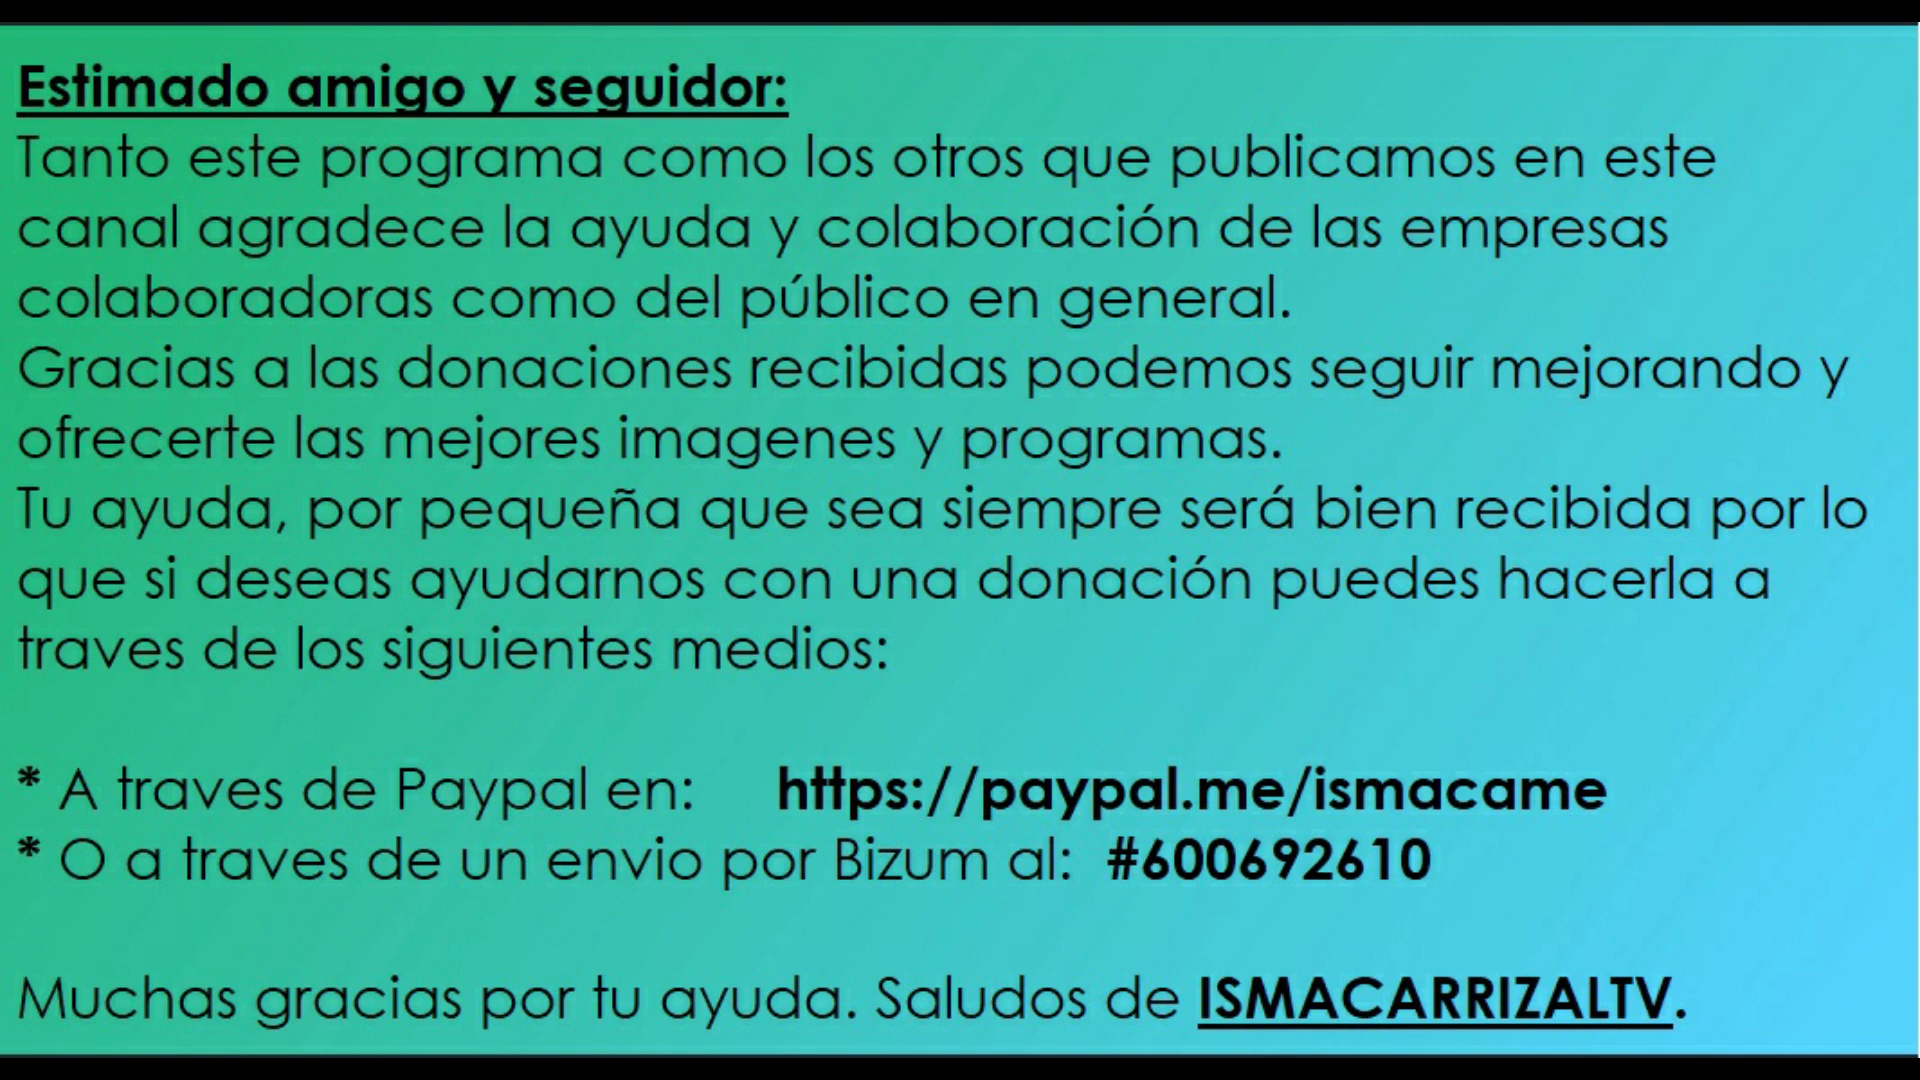 Estimado amigo y seguidor:
Tanto este programa como los otros que publicamos en este
canal agradece la ayuda y colaboración de las empresas
colaboradoras como del público en general.
Gracias a las donaciones recibidas podemos seguir mejorando y
ofrecerte las mejores imagenes y programas.
Tu ayuda, por pequeña que sea siempre será bien recibida por lo
que si deseas ayudarnos con una donación puedes hacerla a
traves de los siguientes medios:
* A traves de Paypal en: https://paypal.me/ismacame
* O a traves de un envio por Bizum al: #600692610
Muchas gracias por tu ayuda. Saludos de ISMACARRIZALTV.